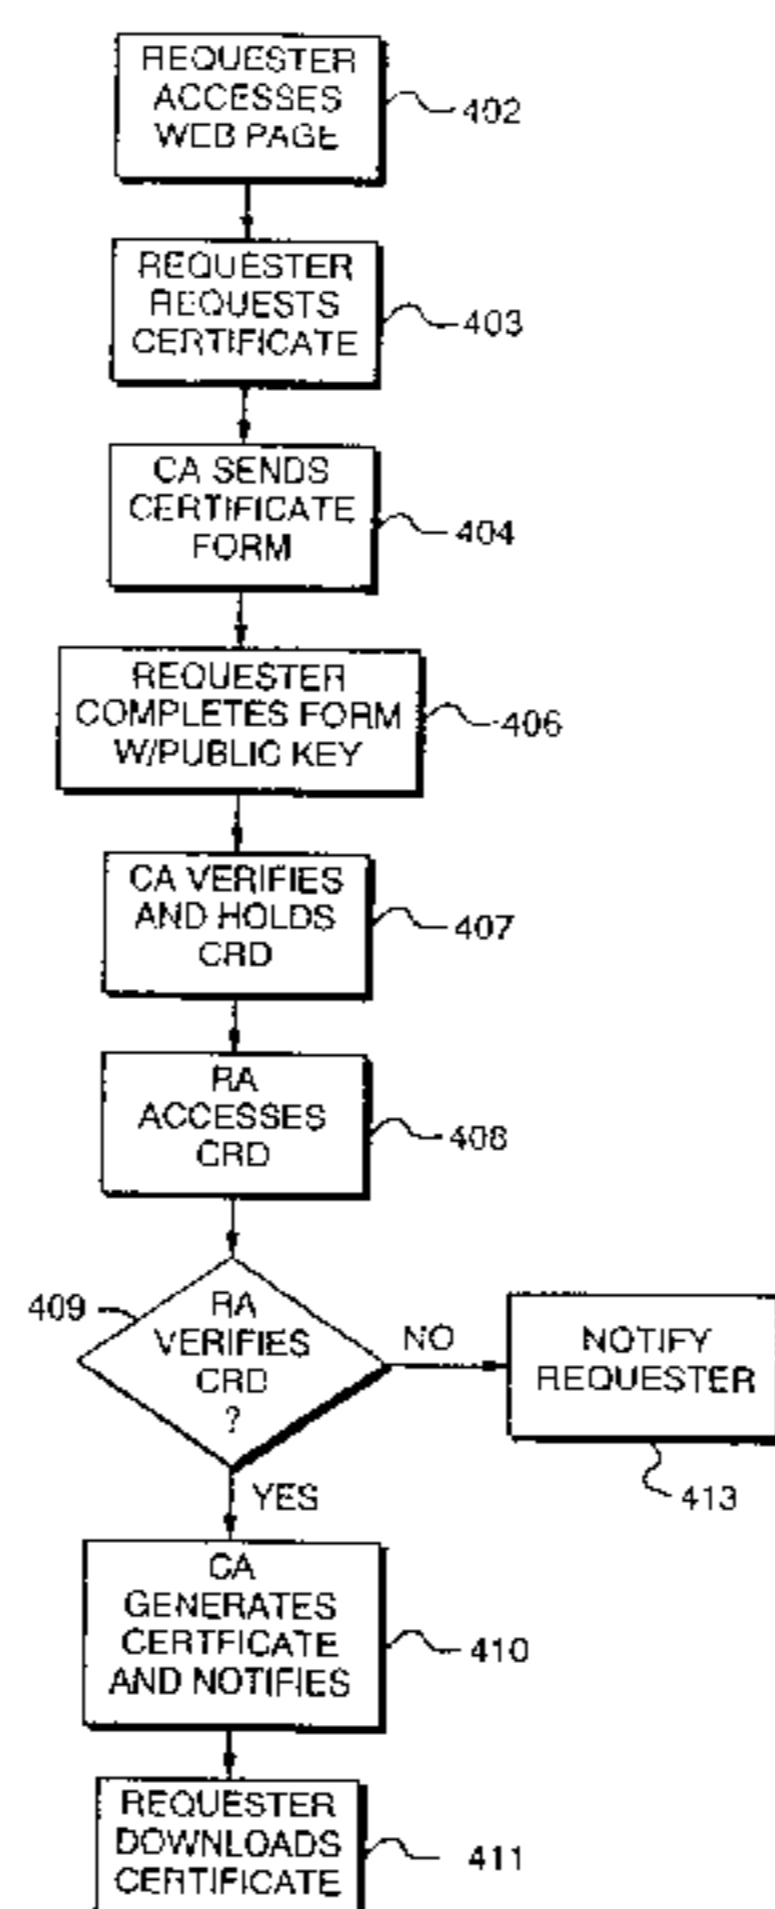 REQUESTER
ACCESSES
WEB PAGE
402
REQUESTER
REQUESTS
CERTIFICATE
403
CA SENDS
CERTIFICATE
FORM
404
REQUESTER
COMPLETES FORM
W/PUBLIC KEY
406
CA VERIFIES
AND HOLDS
CRD
407
RA
ACCESSES
CRD
408
409
RA
VERIFIES
CRD
?
NO
NOTIFY
REQUESTER
413
YES
CA
GENERATES
CERTFICATE
AND NOTIFIES
410
REQUESTER
DOWNLOADS
CERTIFICATE
411